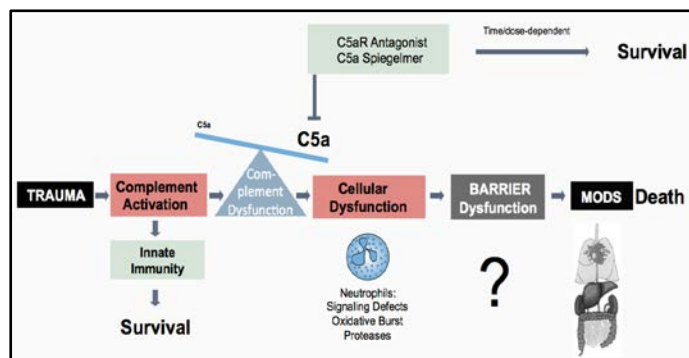 C5aR Antagonist
C5a Spiegelmer
Time/dose-dependent
Survival
C5a
C5a
TRAUMA
Complement
Activation
Com-
plement
Dysfunction
Cellular
Dysfunction
BARRIER
Dysfunction
MODS
Death
Innate
Immunity
Survival
Neutrophils:
Signaling Defects
Oxidative Burst
Proteases
?